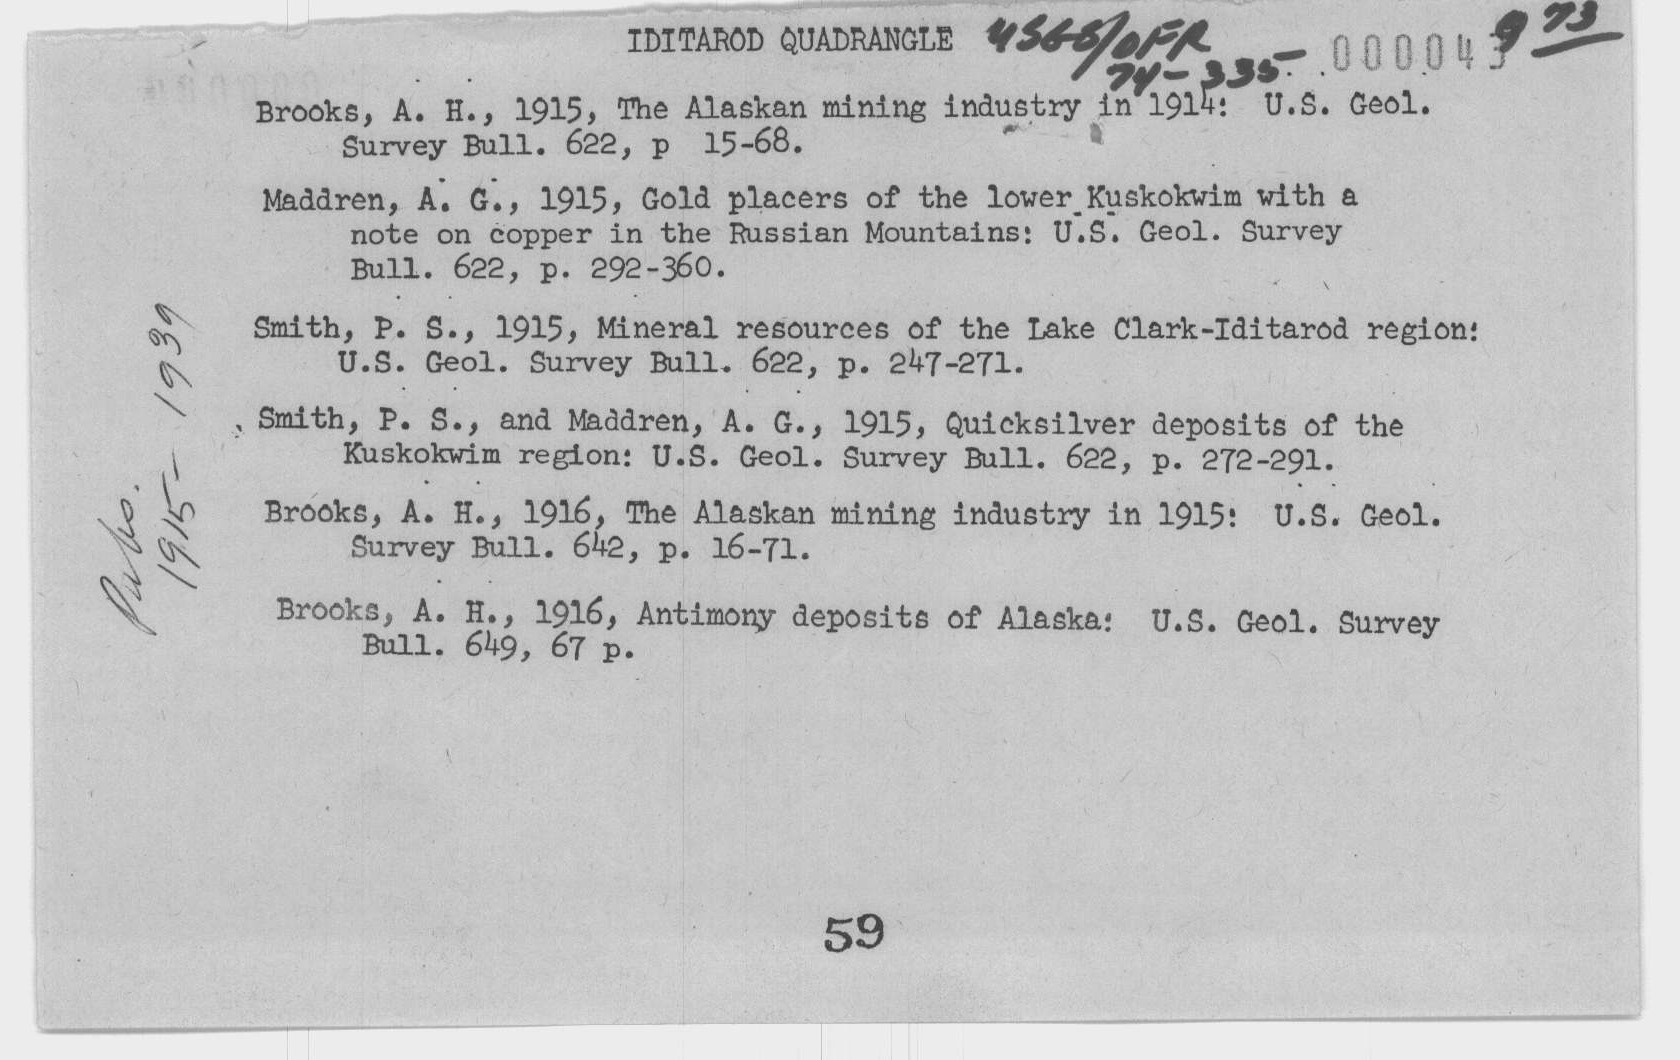 IDITAROD QUADRANGLE USGS/OFR 74-335 000043 9 73
Brooks, A. H., 1915, The Alaskan mining industry in 1914: U.S. Geol.
Survey Bull. 622, p 15-68.
Maddren, A. G., 1915, Gold placers of the lower Kuskokwim with a
note on copper in the Russian Mountains: U.S. Geol. Survey
Bull. 622, p. 292-360.
Smith, P. S., 1915, Mineral resources of the Lake Clark-Iditarod region:
U.S. Geol. Survey Bull. 622, p. 247-271.
Smith, P. S., and Maddren, A. G., 1915, Quicksilver deposits of the
Kuskokwim region: U.S. Geol. Survey Bull. 622, p. 272-291.
Brooks, A. H., 1916, The Alaskan mining industry in 1915: U.S. Geol.
Survey Bull. 642, p. 16-71.
Brooks, A. H., 1916, Antimony deposits of Alaska: U.S. Geol. Survey
Bull. 649, 67 p.
Pubs.
1915-1939
59